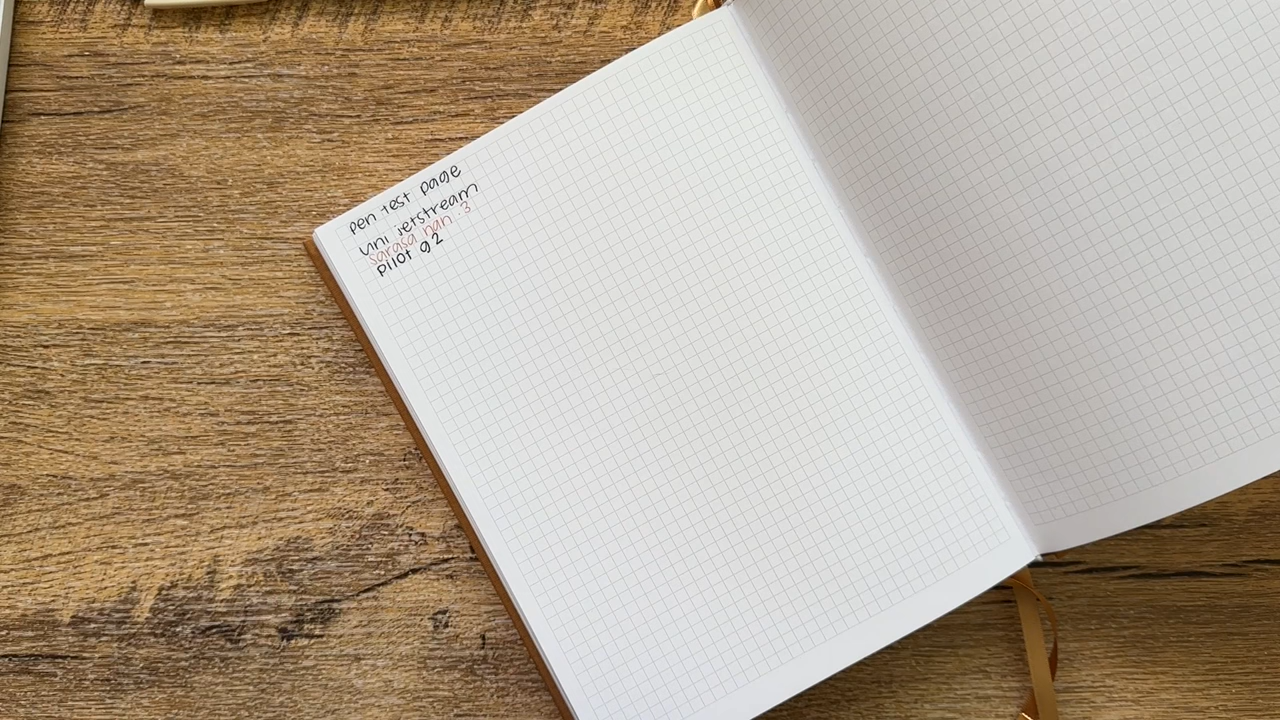 pen test page
uni jetstream
sarasa nan .3
pilot g2